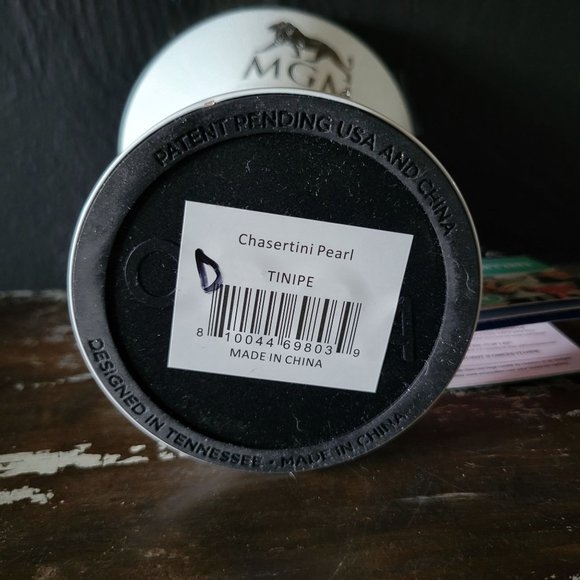 MGM
PATENT PENDING USA AND CHINA
Chasertini Pearl
TINIPE
8 10044 69803 9
MADE IN CHINA
DESIGNED IN TENNESSEE • MADE IN CHINA